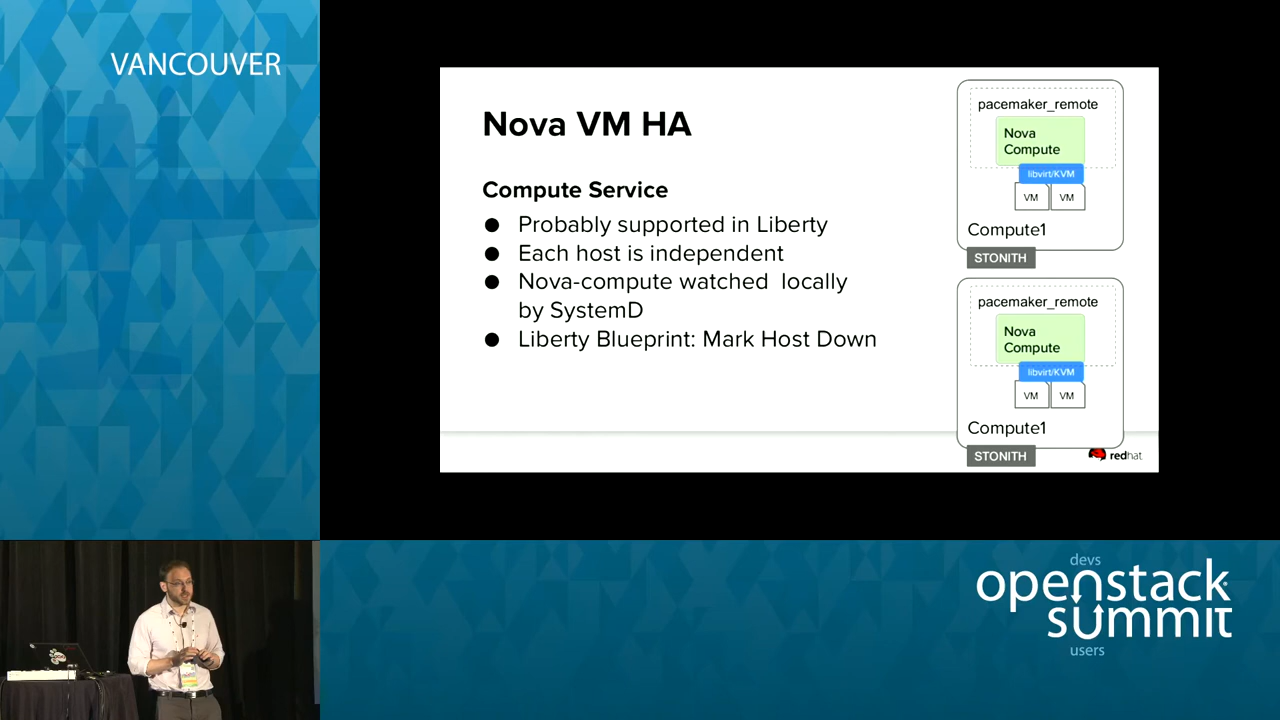 VANCOUVER
Nova VM HA
Compute Service
● Probably supported in Liberty
● Each host is independent
● Nova-compute watched locally
by SystemD
● Liberty Blueprint: Mark Host Down
pacemaker_remote
Nova
Compute
libvirt/KVM
VM VM
Compute1
STONITH
pacemaker_remote
Nova
Compute
libvirt/KVM
VM VM
Compute1
STONITH
redhat
devs
openstack
summit
users